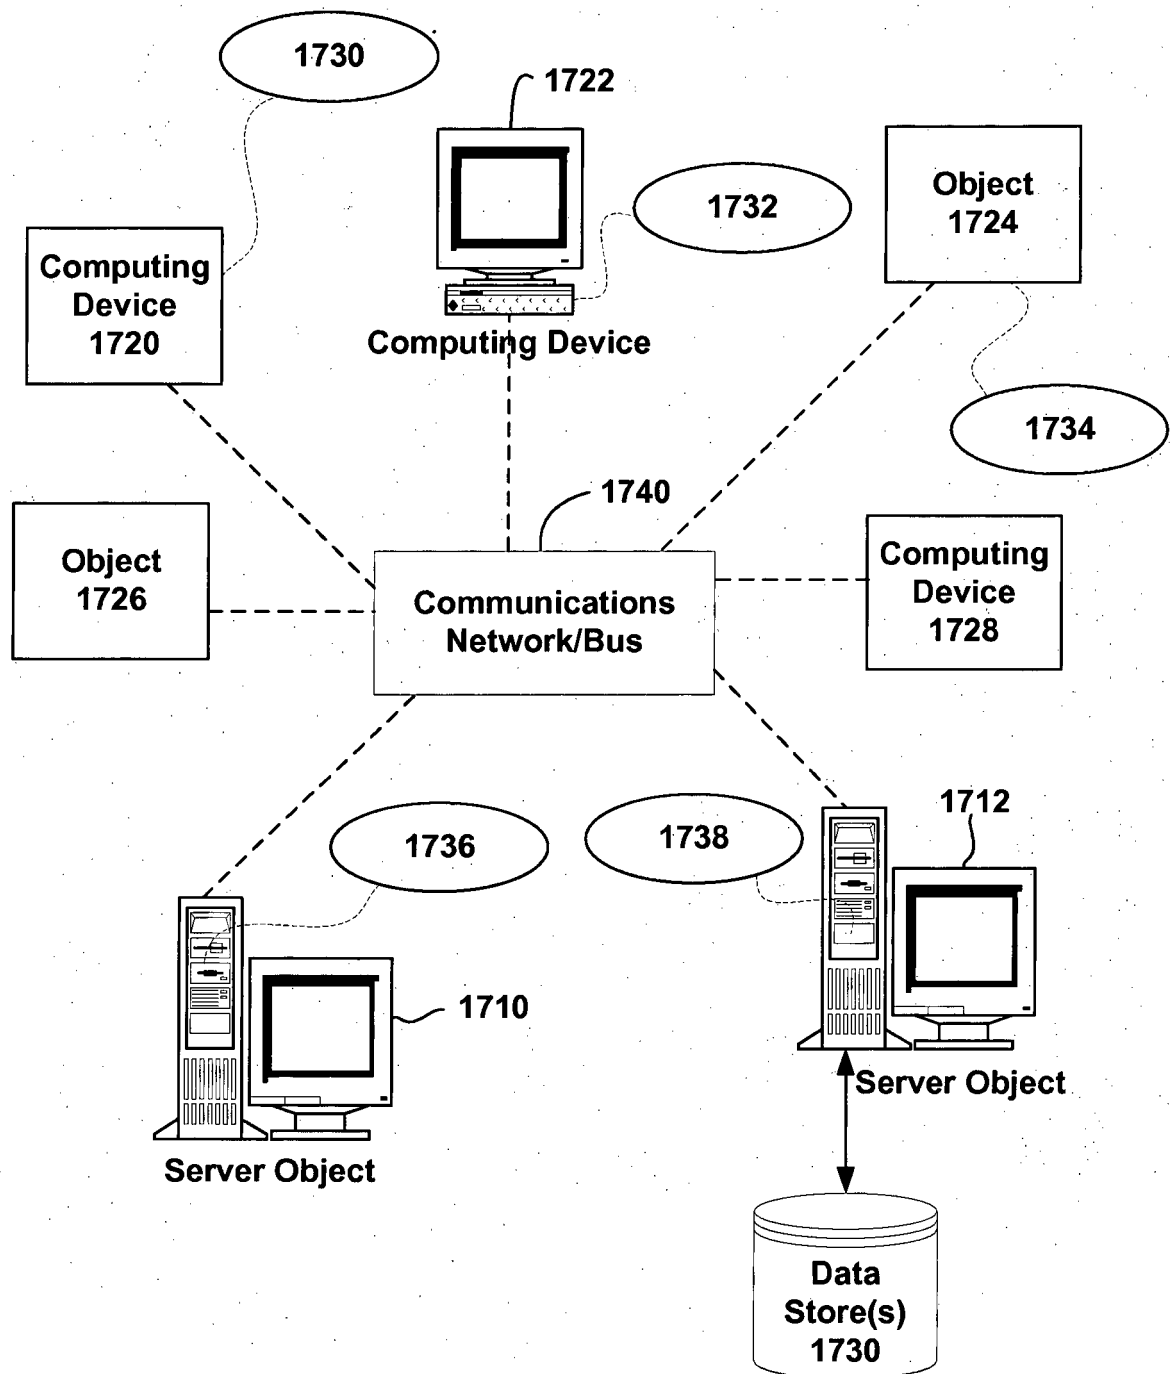 1730
1722
1732
Object
1724
Computing
Device
1720
Computing Device
1734
1740
Object
1726
Communications
Network/Bus
Computing
Device
1728
1736
1738
1712
1710
Server Object
Server Object
Data
Store(s)
1730